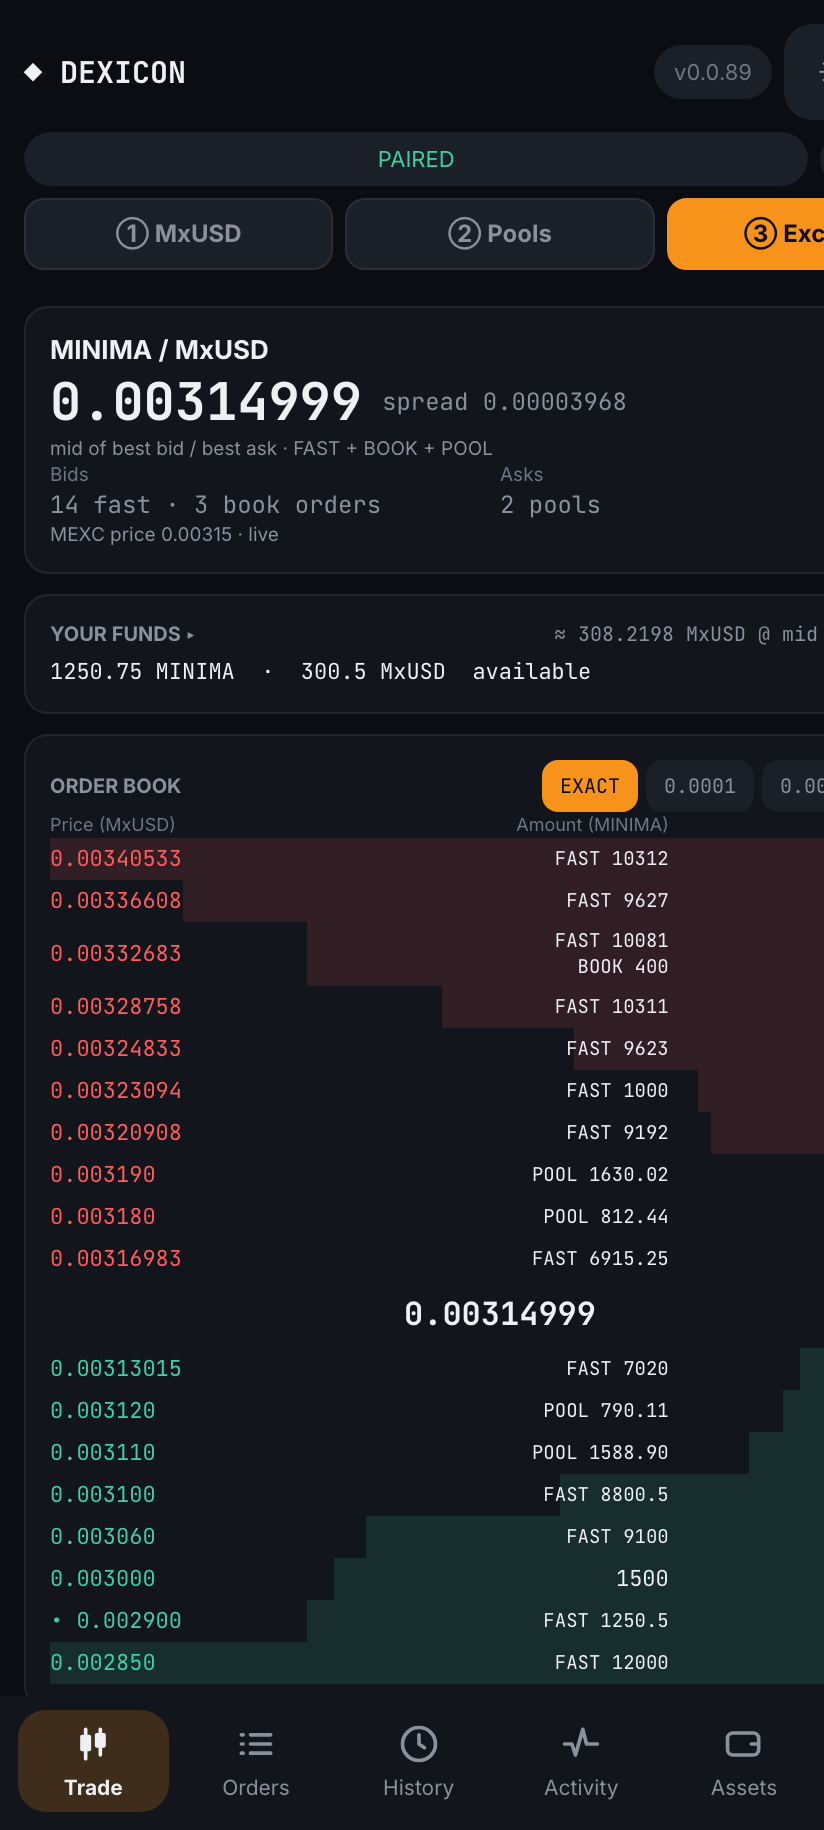 ◆ DEXICON v0.0.89
PAIRED
① MxUSD ② Pools ③ Exc
MINIMA / MxUSD
0.00314999 spread 0.00003968
mid of best bid / best ask · FAST + BOOK + POOL
Bids Asks
14 fast · 3 book orders 2 pools
MEXC price 0.00315 · live
YOUR FUNDS ▸ ≈ 308.2198 MxUSD @ mid
1250.75 MINIMA · 300.5 MxUSD available
ORDER BOOK EXACT 0.0001 0.00
Price (MxUSD) Amount (MINIMA)
0.00340533 FAST 10312
0.00336608 FAST 9627
0.00332683 FAST 10081
BOOK 400
0.00328758 FAST 10311
0.00324833 FAST 9623
0.00323094 FAST 1000
0.00320908 FAST 9192
0.003190 POOL 1630.02
0.003180 POOL 812.44
0.00316983 FAST 6915.25
0.00314999
0.00313015 FAST 7020
0.003120 POOL 790.11
0.003110 POOL 1588.90
0.003100 FAST 8800.5
0.003060 FAST 9100
0.003000 1500
• 0.002900 FAST 1250.5
0.002850 FAST 12000
Trade Orders History Activity Assets